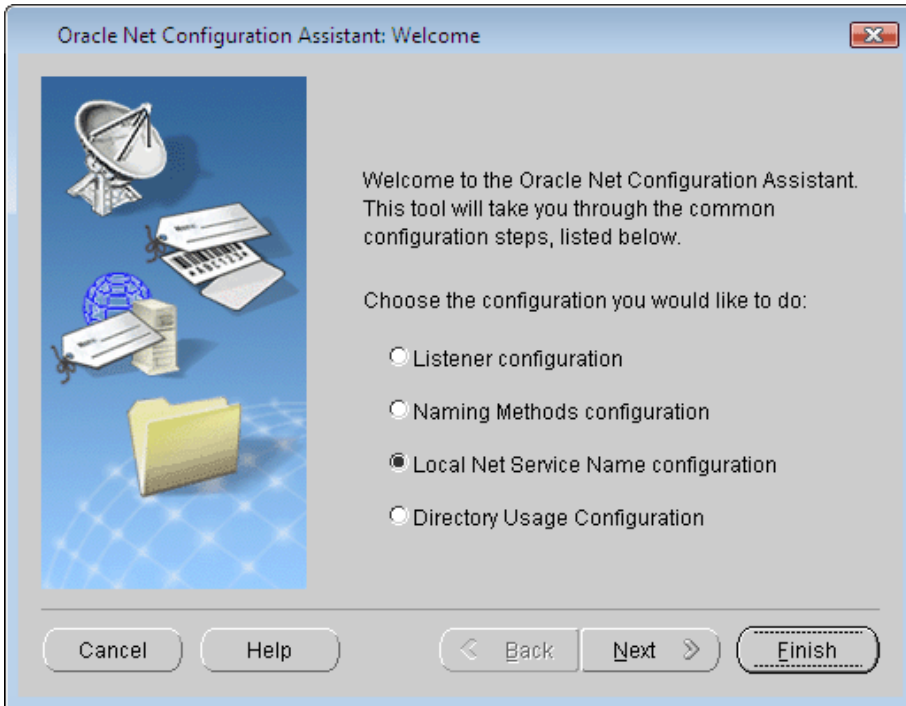 Oracle Net Configuration Assistant: Welcome
Welcome to the Oracle Net Configuration Assistant.
This tool will take you through the common
configuration steps, listed below.
Choose the configuration you would like to do:
Listener configuration
Naming Methods configuration
Local Net Service Name configuration
Directory Usage Configuration
Cancel
Help
Back
Next
Finish